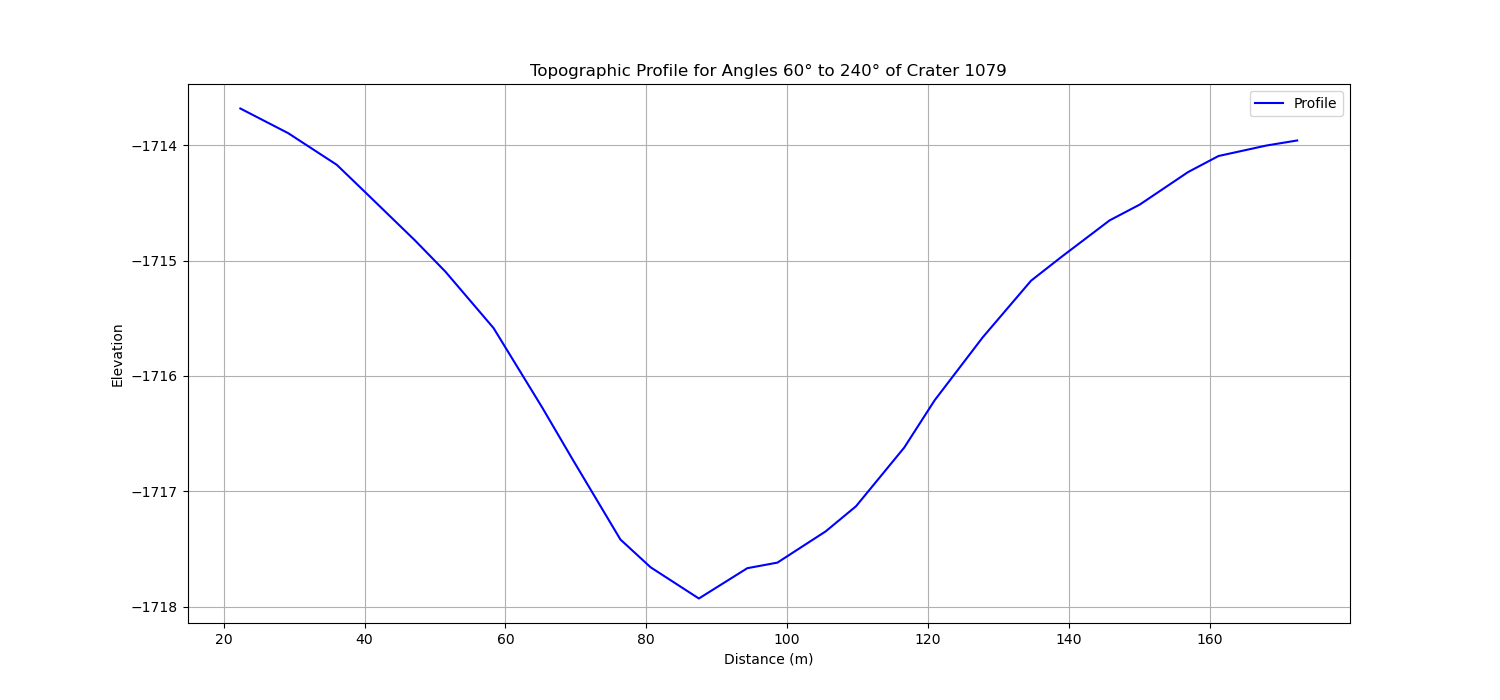 Topographic Profile for Angles 60° to 240° of Crater 1079
Profile
−1714
−1715
−1716
−1717
−1718
Elevation
20 40 60 80 100 120 140 160
Distance (m)